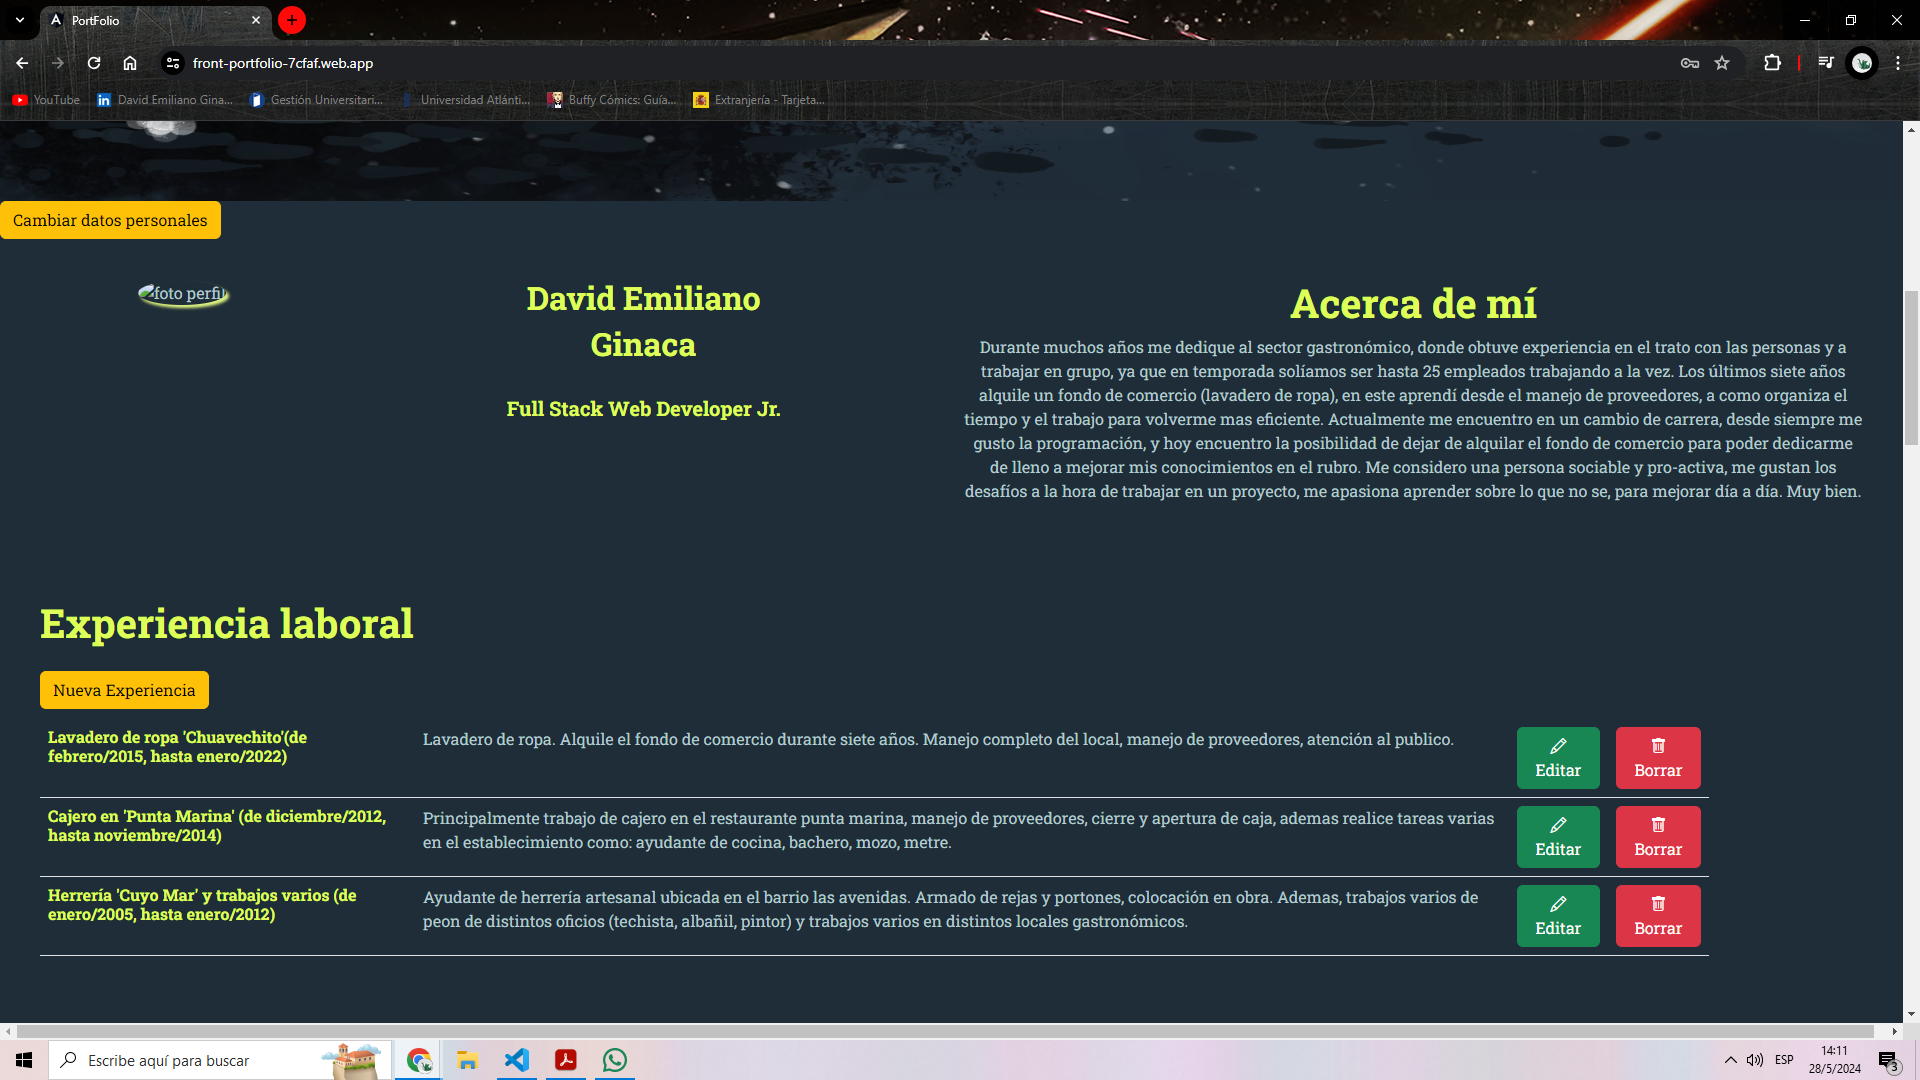 PortFolio
front-portfolio-7cfaf.web.app
YouTube
David Emiliano Gina...
Gestión Universitari...
Universidad Atlánti...
Buffy Cómics: Guía...
Extranjería - Tarjeta...
Cambiar datos personales
foto perfil
David Emiliano
Ginaca
Full Stack Web Developer Jr.
Acerca de mí
Durante muchos años me dedique al sector gastronómico, donde obtuve experiencia en el trato con las personas y a
trabajar en grupo, ya que en temporada solíamos ser hasta 25 empleados trabajando a la vez. Los últimos siete años
alquile un fondo de comercio (lavadero de ropa), en este aprendí desde el manejo de proveedores, a como organiza el
tiempo y el trabajo para volverme mas eficiente. Actualmente me encuentro en un cambio de carrera, desde siempre me
gusto la programación, y hoy encuentro la posibilidad de dejar de alquilar el fondo de comercio para poder dedicarme
de lleno a mejorar mis conocimientos en el rubro. Me considero una persona sociable y pro-activa, me gustan los
desafíos a la hora de trabajar en un proyecto, me apasiona aprender sobre lo que no se, para mejorar día a día. Muy bien.
Experiencia laboral
Nueva Experiencia
Lavadero de ropa 'Chuavechito'(de
febrero/2015, hasta enero/2022)
Lavadero de ropa. Alquile el fondo de comercio durante siete años. Manejo completo del local, manejo de proveedores, atención al publico.
Editar
Borrar
Cajero en 'Punta Marina' (de diciembre/2012,
hasta noviembre/2014)
Principalmente trabajo de cajero en el restaurante punta marina, manejo de proveedores, cierre y apertura de caja, ademas realice tareas varias
en el establecimiento como: ayudante de cocina, bachero, mozo, metre.
Editar
Borrar
Herrería 'Cuyo Mar' y trabajos varios (de
enero/2005, hasta enero/2012)
Ayudante de herrería artesanal ubicada en el barrio las avenidas. Armado de rejas y portones, colocación en obra. Ademas, trabajos varios de
peon de distintos oficios (techista, albañil, pintor) y trabajos varios en distintos locales gastronómicos.
Editar
Borrar
Escribe aquí para buscar
ESP
14:11
28/5/2024
3